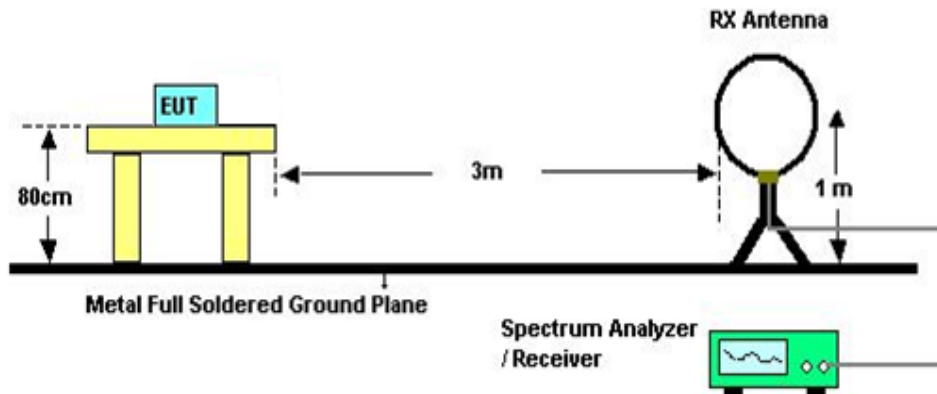 RX Antenna
EUT
3m
80cm
1 m
Metal Full Soldered Ground Plane
Spectrum Analyzer
/ Receiver